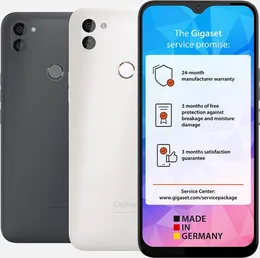 The Gigaset
service promise:
24-month
manufacturer warranty
3 months of free
protection against
breakage and moisture
damage
3 months satisfaction
guarantee
Service Center:
www.gigaset.com/servicepackage
MADE
IN
GERMANY
Gigaset